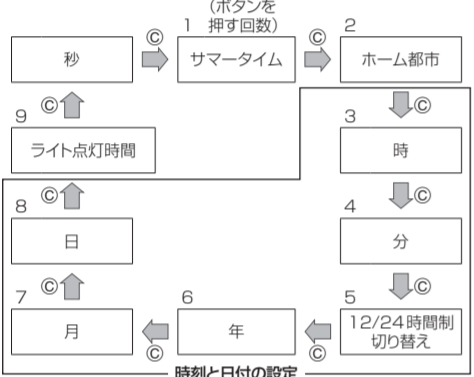 (ボタンを
1 押す回数)
秒
Ⓒ
サマータイム
Ⓒ
2
ホーム都市
Ⓒ
3
時
Ⓒ
4
分
Ⓒ
5
12/24時間制
切り替え
Ⓒ
6
年
Ⓒ
7
月
Ⓒ
8
日
Ⓒ
9
ライト点灯時間
Ⓒ
時刻と日付の設定